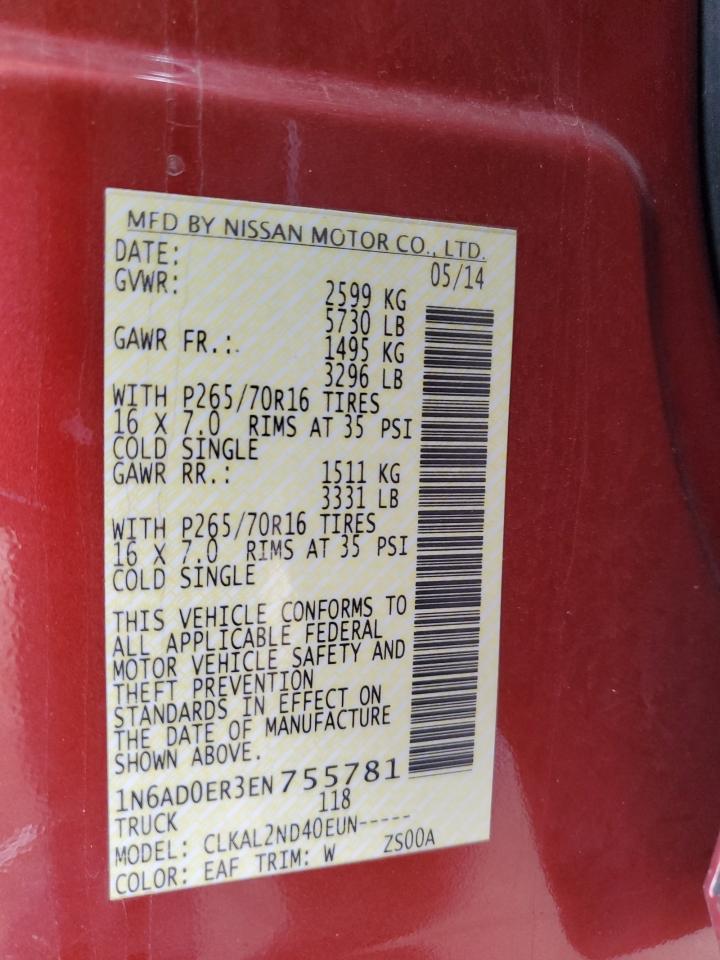 MFD BY NISSAN MOTOR CO., LTD.
DATE: 05/14
GVWR: 2599 KG
5730 LB
GAWR FR.: 1495 KG
3296 LB
WITH P265/70R16 TIRES
16 X 7.0 RIMS AT 35 PSI
COLD SINGLE
GAWR RR.: 1511 KG
3331 LB
WITH P265/70R16 TIRES
16 X 7.0 RIMS AT 35 PSI
COLD SINGLE
THIS VEHICLE CONFORMS TO
ALL APPLICABLE FEDERAL
MOTOR VEHICLE SAFETY AND
THEFT PREVENTION
STANDARDS IN EFFECT ON
THE DATE OF MANUFACTURE
SHOWN ABOVE.
1N6AD0ER3EN755781
TRUCK 118
MODEL: CLKAL2ND40EUN-----
COLOR: EAF TRIM: W ZS00A